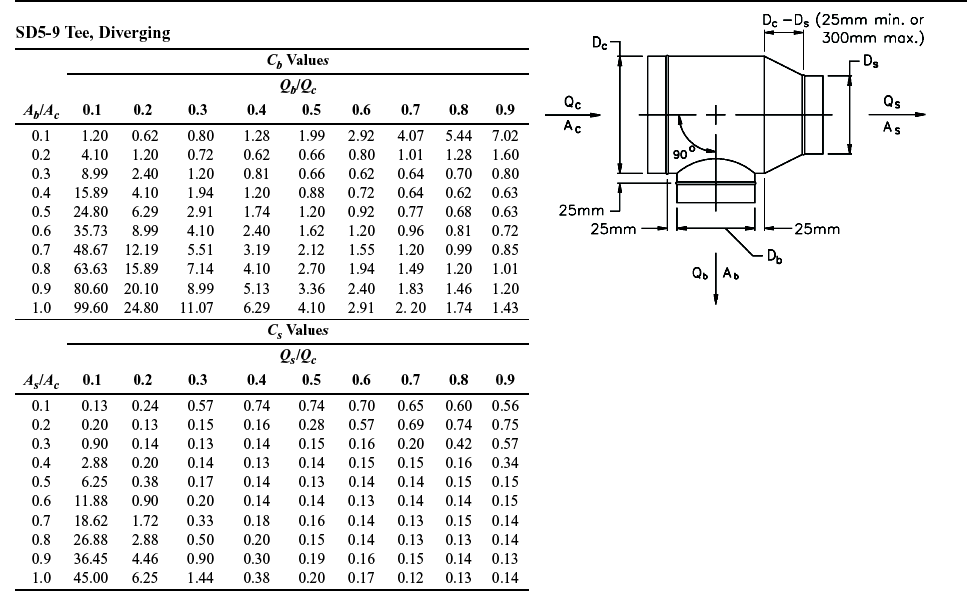 SD5-9 Tee, Diverging
Cb Values
Qb/Qc
Ab/Ac 0.1 0.2 0.3 0.4 0.5 0.6 0.7 0.8 0.9
0.1 1.20 0.62 0.80 1.28 1.99 2.92 4.07 5.44 7.02
0.2 4.10 1.20 0.72 0.62 0.66 0.80 1.01 1.28 1.60
0.3 8.99 2.40 1.20 0.81 0.66 0.62 0.64 0.70 0.80
0.4 15.89 4.10 1.94 1.20 0.88 0.72 0.64 0.62 0.63
0.5 24.80 6.29 2.91 1.74 1.20 0.92 0.77 0.68 0.63
0.6 35.73 8.99 4.10 2.40 1.62 1.20 0.96 0.81 0.72
0.7 48.67 12.19 5.51 3.19 2.12 1.55 1.20 0.99 0.85
0.8 63.63 15.89 7.14 4.10 2.70 1.94 1.49 1.20 1.01
0.9 80.60 20.10 8.99 5.13 3.36 2.40 1.83 1.46 1.20
1.0 99.60 24.80 11.07 6.29 4.10 2.91 2. 20 1.74 1.43
Cs Values
Qs/Qc
As/Ac 0.1 0.2 0.3 0.4 0.5 0.6 0.7 0.8 0.9
0.1 0.13 0.24 0.57 0.74 0.74 0.70 0.65 0.60 0.56
0.2 0.20 0.13 0.15 0.16 0.28 0.57 0.69 0.74 0.75
0.3 0.90 0.14 0.13 0.14 0.15 0.16 0.20 0.42 0.57
0.4 2.88 0.20 0.14 0.13 0.14 0.15 0.15 0.16 0.34
0.5 6.25 0.38 0.17 0.14 0.13 0.14 0.14 0.15 0.15
0.6 11.88 0.90 0.20 0.14 0.14 0.13 0.14 0.14 0.15
0.7 18.62 1.72 0.33 0.18 0.16 0.14 0.13 0.15 0.14
0.8 26.88 2.88 0.50 0.20 0.15 0.14 0.13 0.13 0.14
0.9 36.45 4.46 0.90 0.30 0.19 0.16 0.15 0.14 0.13
1.0 45.00 6.25 1.44 0.38 0.20 0.17 0.12 0.13 0.14
Dc -Ds (25mm min. or
300mm max.)
Dc
Ds
Qc
Ac
Qs
As
90°
25mm
25mm
25mm
Db
Qb Ab